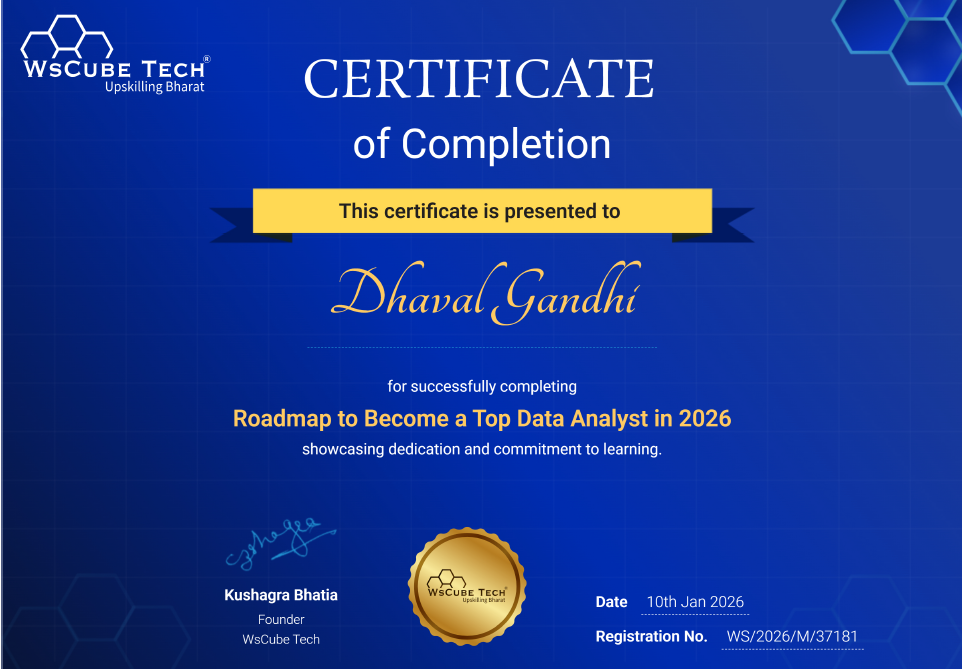 WsCube Tech®
Upskilling Bharat
CERTIFICATE
of Completion
This certificate is presented to
Dhaval Gandhi
for successfully completing
Roadmap to Become a Top Data Analyst in 2026
showcasing dedication and commitment to learning.
Kushagra Bhatia
Founder
WsCube Tech
WsCube Tech®
Upskilling Bharat
Date 10th Jan 2026
Registration No. WS/2026/M/37181